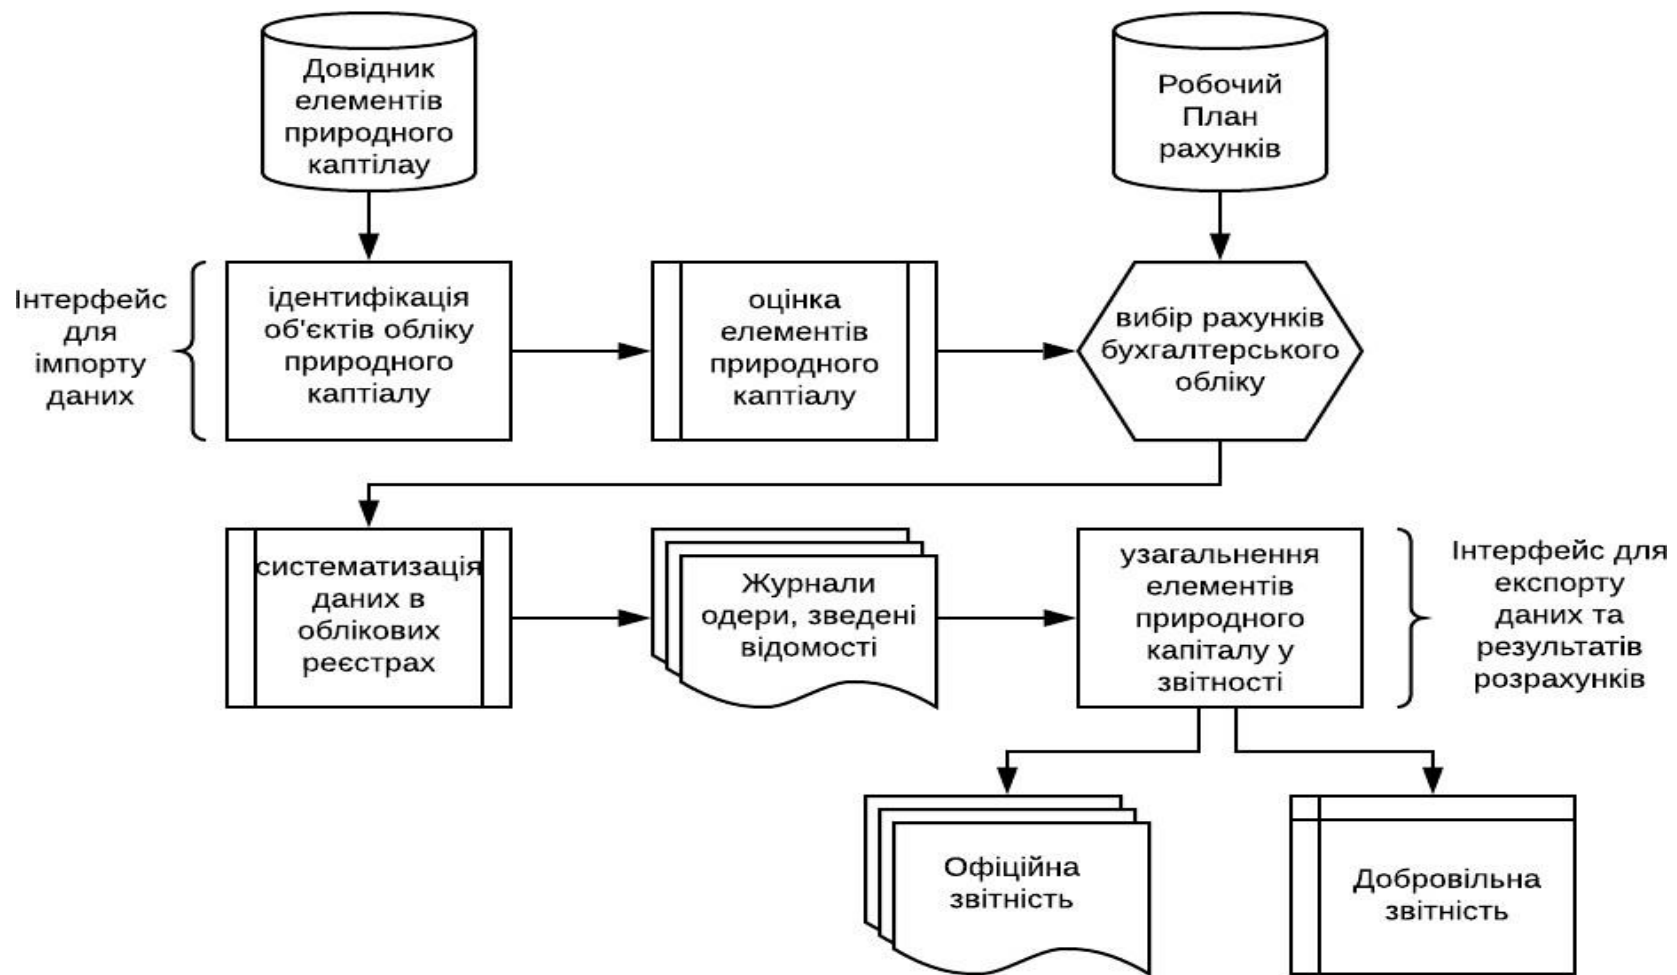 Довідник
елементів
природного
каптілау
Робочий
План
рахунків
Інтерфейс
для
імпорту
даних
ідентифікація
об'єктів обліку
природного
каптіалу
оцінка
елементів
природного
каптіалу
вибір рахунків
бухгалтерського
обліку
систематизація
даних в
облікових
реєстрах
Журнали
одери, зведені
відомості
узагальнення
елементів
природного
капіталу у
звітності
Інтерфейс для
експорту
даних та
результатів
розрахунків
Офіційна
звітність
Добровільна
звітність